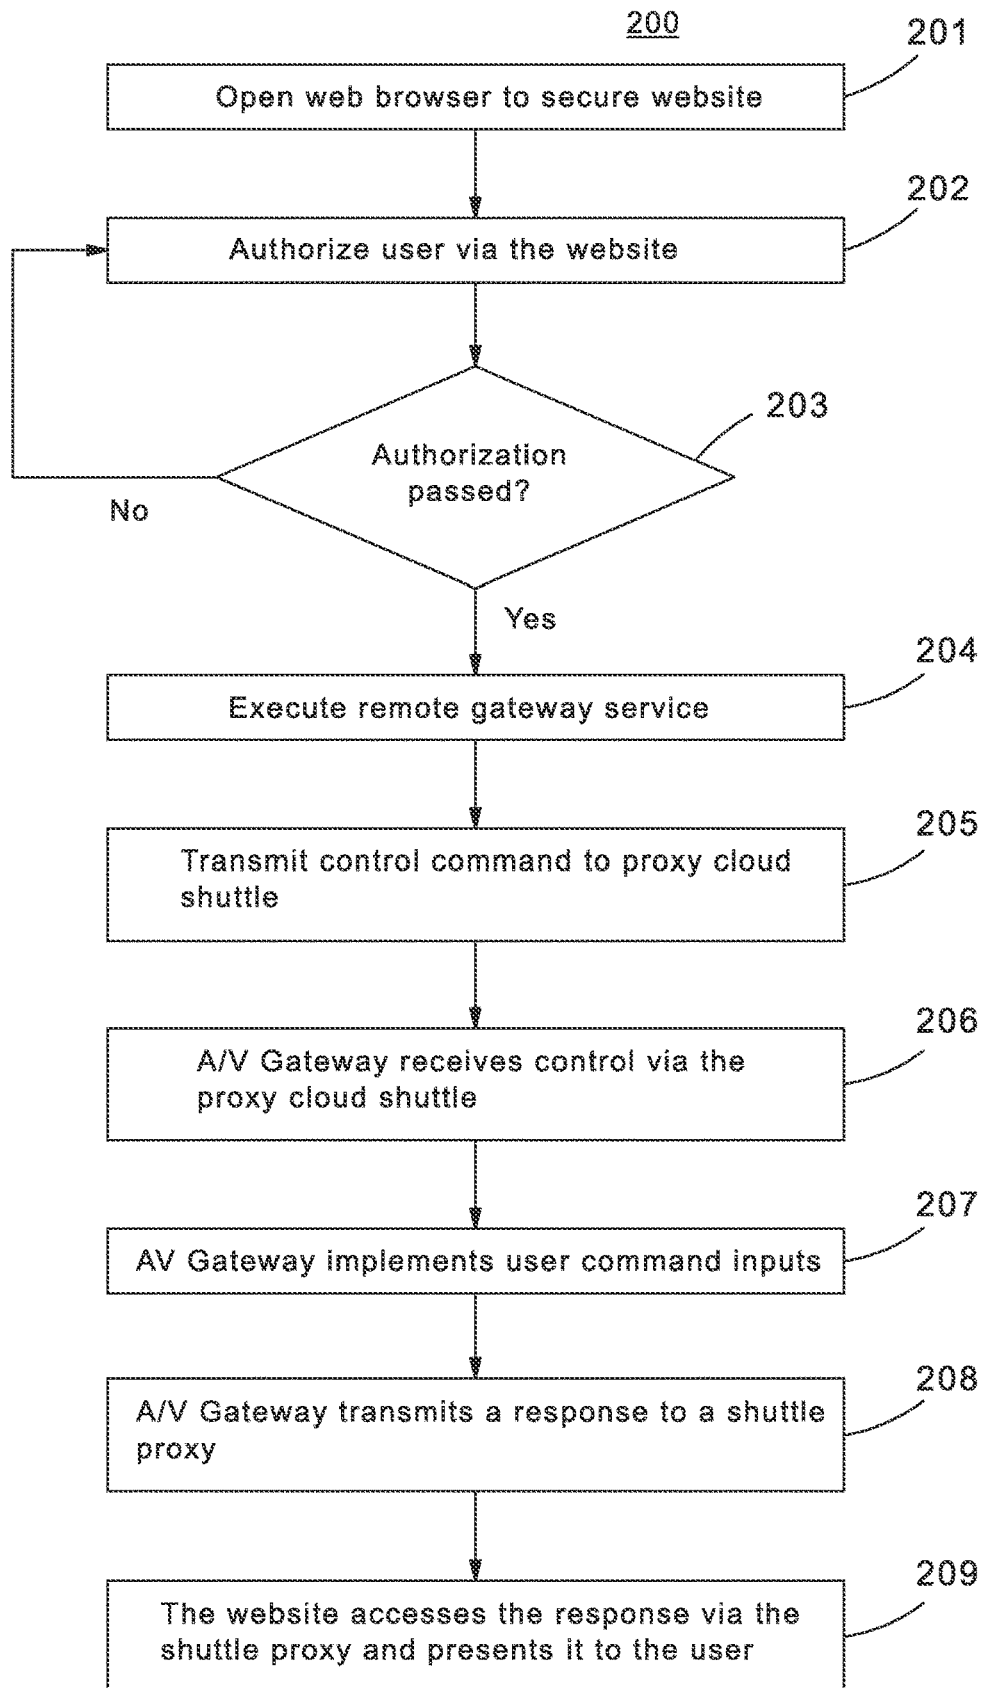 200
201
Open web browser to secure website
202
Authorize user via the website
203
Authorization
passed?
No
Yes
204
Execute remote gateway service
205
Transmit control command to proxy cloud
shuttle
206
A/V Gateway receives control via the
proxy cloud shuttle
207
AV Gateway implements user command inputs
208
A/V Gateway transmits a response to a shuttle
proxy
209
The website accesses the response via the
shuttle proxy and presents it to the user